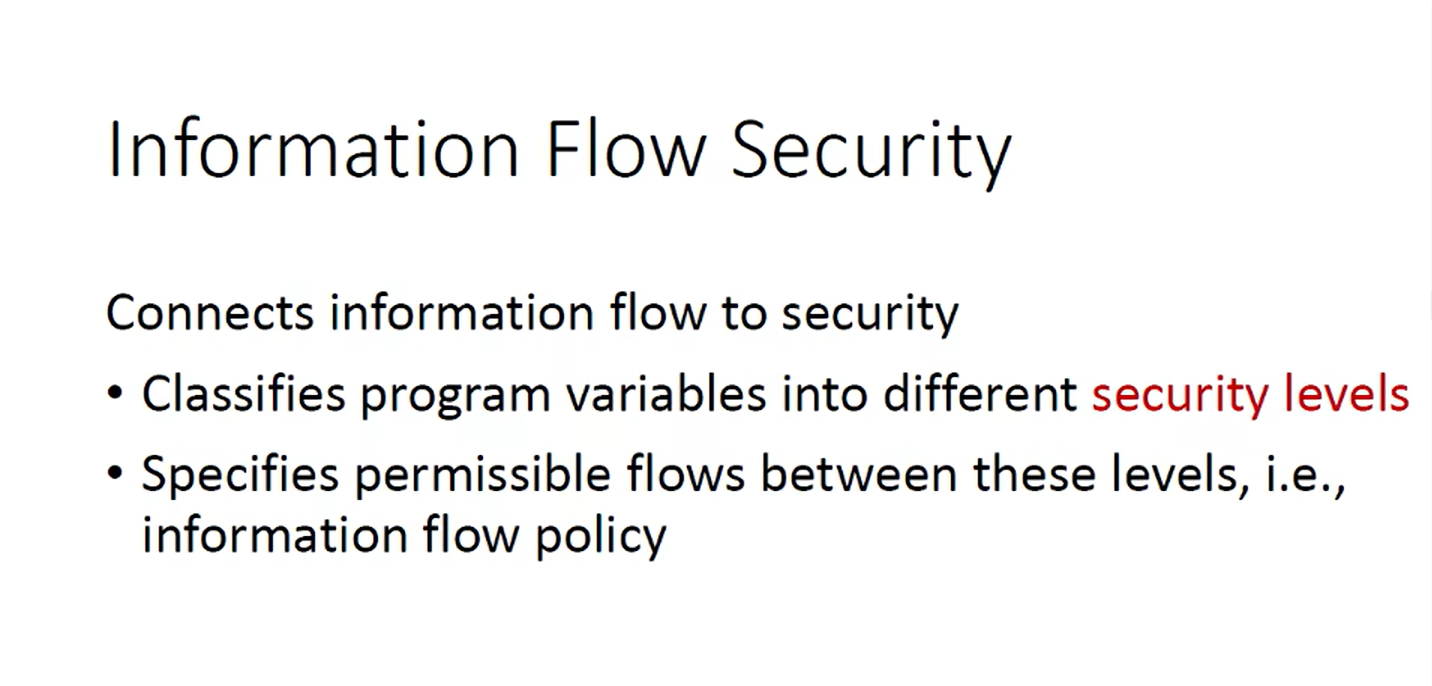 Information Flow Security
Connects information flow to security
• Classifies program variables into different security levels
• Specifies permissible flows between these levels, i.e.,
information flow policy